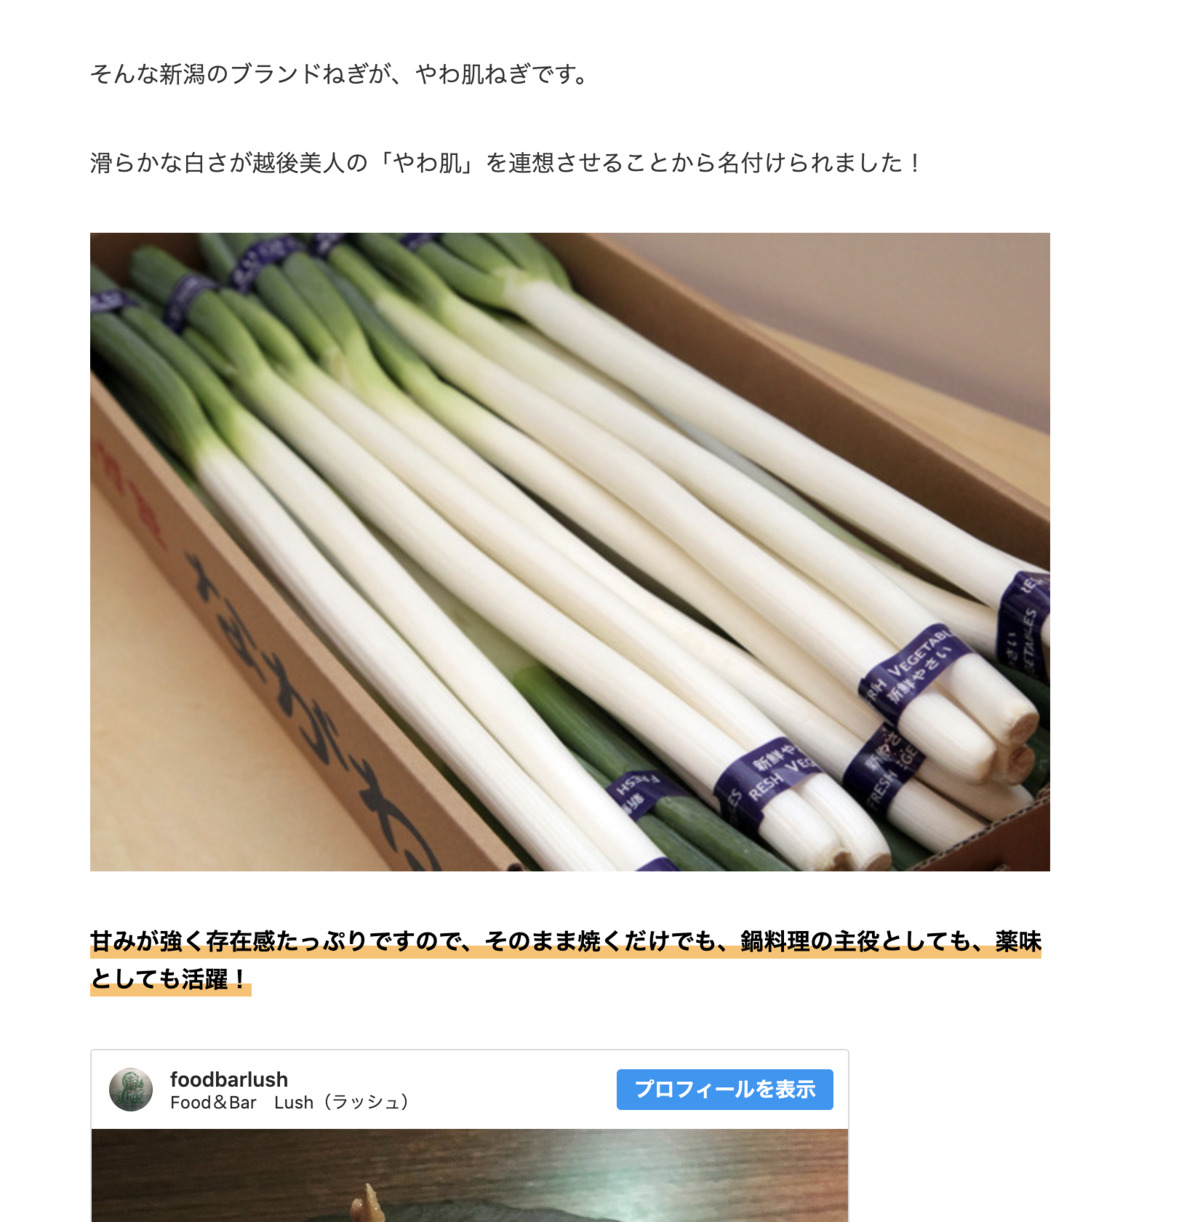 そんな新潟のブランドねぎが、やわ肌ねぎです。
滑らかな白さが越後美人の「やわ肌」を連想させることから名付けられました！
新鮮やさい
FRESH
新鮮や
RESH VEG
甘みが強く存在感たっぷりですので、そのまま焼くだけでも、鍋料理の主役としても、薬味
としても活躍！
foodbarlush
Food＆Bar　Lush（ラッシュ）
プロフィールを表示